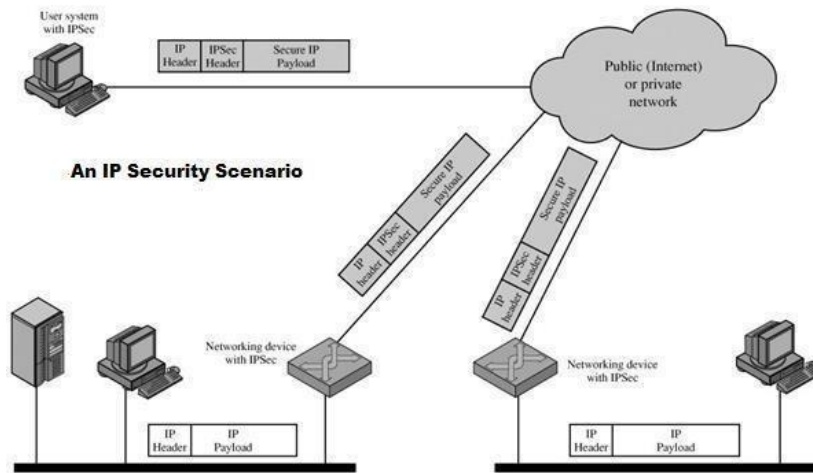 User system
with IPSec
IP
Header
IPSec
Header
Secure IP
Payload
Public (Internet)
or private
network
An IP Security Scenario
IP
header
IPSec
header
Secure IP
payload
IP
header
IPSec
header
Secure IP
payload
Networking device
with IPSec
Networking device
with IPSec
IP
Header
IP
Payload
IP
Header
IP
Payload